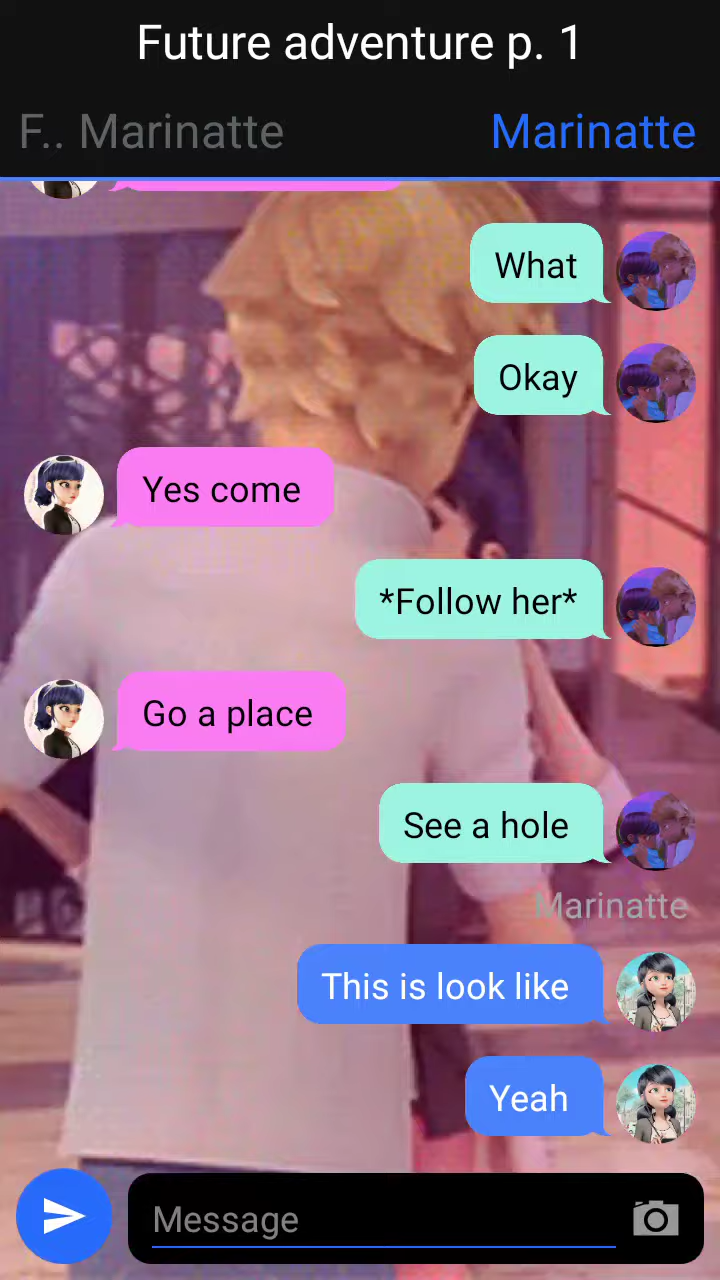 Future adventure p. 1
F.. Marinatte
Marinatte
What
Okay
Yes come
*Follow her*
Go a place
See a hole
Marinatte
This is look like
Yeah
Message